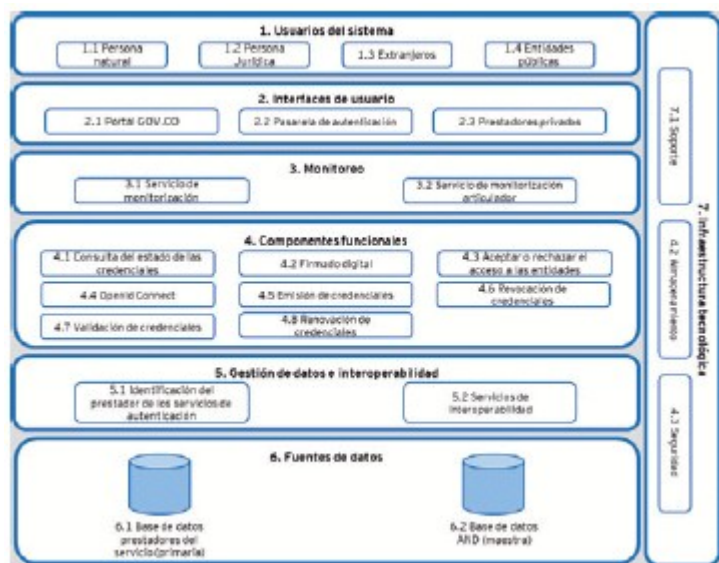 1. Usuarios del sistema
1.1 Persona
natural
1.2 Persona
Jurídica
1.3 Extranjeros
1.4 Entidades
públicas
2. Interfaces de usuario
2.1 Portal GOV.CO
2.2 Pasarela de autenticación
2.3 Prestadores privados
3. Monitoreo
3.1 Servicio de
monitorización
3.2 Servicio de monitorización
articulador
4. Componentes funcionales
4.1 Consulta del estado de las
credenciales
4.2 Firmado digital
4.3 Aceptar o rechazar el
acceso a las entidades
4.4 OpenId Connect
4.5 Emisión de credenciales
4.6 Revocación de
credenciales
4.7 Validación de credenciales
4.8 Renovación de
credenciales
5. Gestión de datos e interoperabilidad
5.1 Identificación del
prestador de los servicios de
autenticación
5.2 Servicios de
interoperabilidad
6. Fuentes de datos
6.1 Base de datos
prestadores del
servicio (primaria)
6.2 Base de datos
AND (maestra)
7. Infraestructura tecnológica
7.1 Soporte
4.2 Almacenamiento
4.3 Seguridad